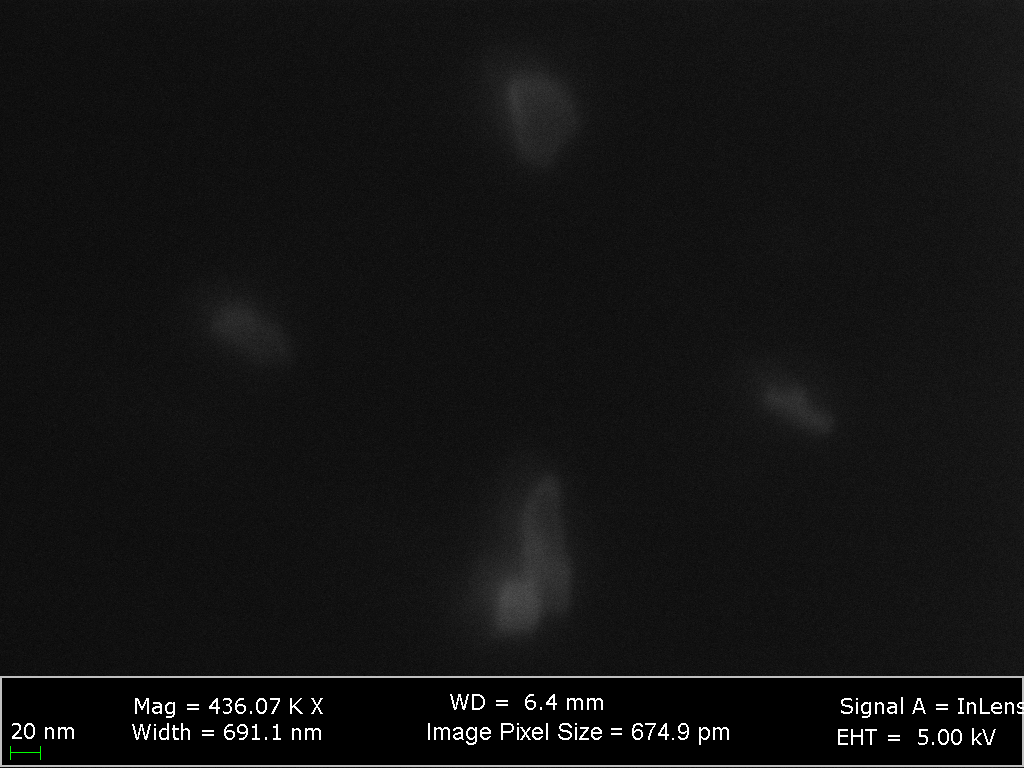 Mag = 436.07 K X
WD = 6.4 mm
Signal A = InLens
20 nm
Width = 691.1 nm
Image Pixel Size = 674.9 pm
EHT = 5.00 kV